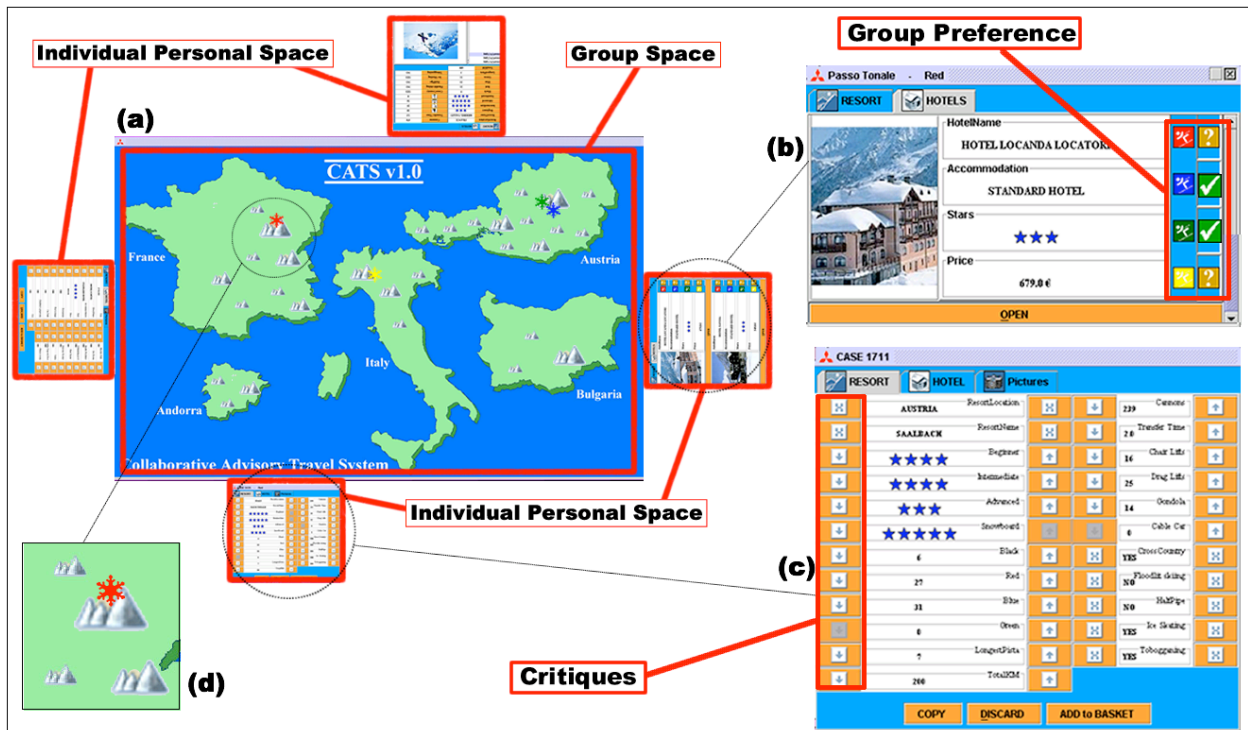 Individual Personal Space
Group Space
Group Preference
(a)
CATS v1.0
France
Austria
Italy
Andorra
Bulgaria
Collaborative Advisory Travel System
Individual Personal Space
(b)
Passo Tonale - Red
RESORT HOTELS
HotelName
HOTEL LOCANDA LOCATORI
Accommodation
STANDARD HOTEL
Stars
Price
679.0 €
OPEN
(c)
CASE 1711
RESORT HOTEL Pictures
AUSTRIA ResortLocation 239 Cannons
SAALBACH ResortName 2.0 Transfer Time
Beginner 16 Chair Lifts
Intermediate 25 Drag Lifts
Advanced 14 Gondola
Snowboard 0 Cable Car
6 Black YES CrossCountry
27 Red NO Floodlit skiing
31 Blue NO HalfPipe
0 Green YES Ice Skating
7 LongestPiste YES Tobogganing
200 TotalKM
COPY DISCARD ADD to BASKET
Critiques
(d)